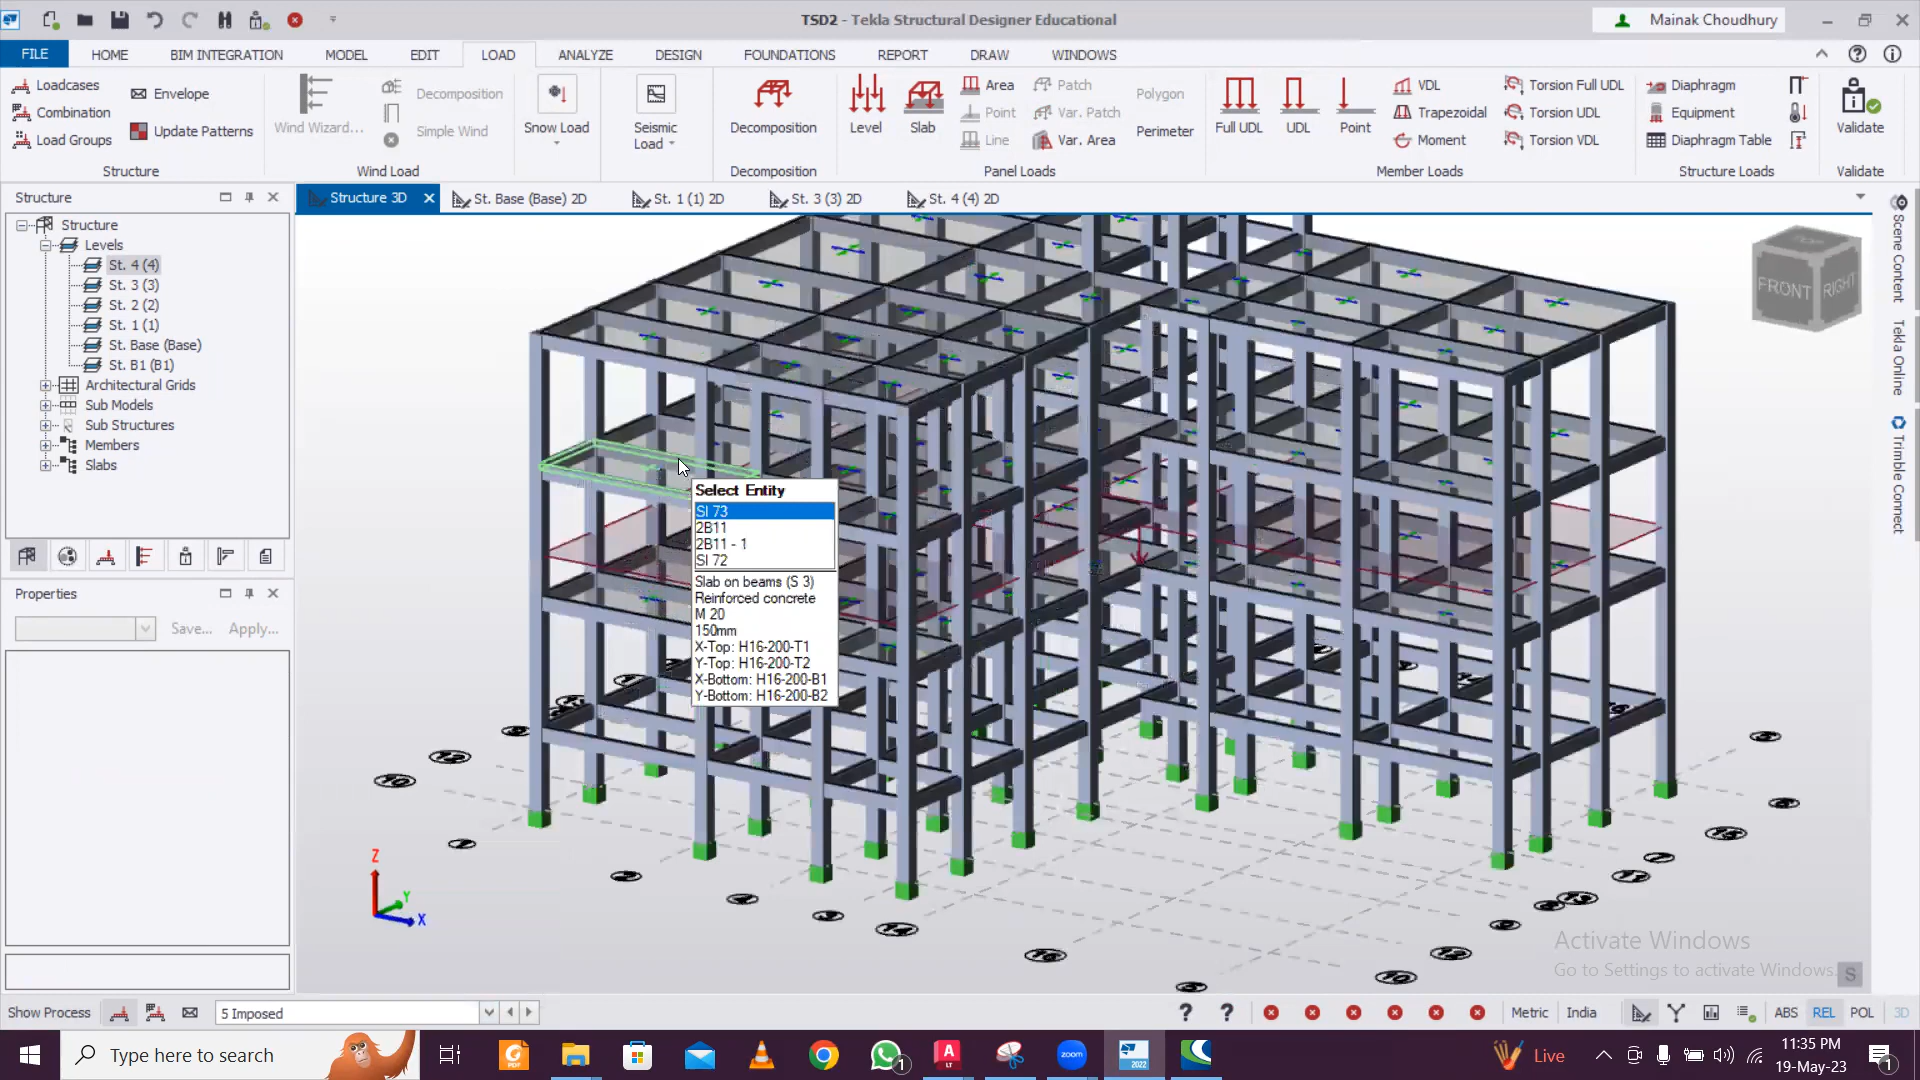 TSD2 - Tekla Structural Designer Educational
Mainak Choudhury
FILE HOME BIM INTEGRATION MODEL EDIT LOAD ANALYZE DESIGN FOUNDATIONS REPORT DRAW WINDOWS
Loadcases
Combination
Load Groups
Envelope
Update Patterns
Structure
Wind Wizard...
Decomposition
Simple Wind
Wind Load
Snow Load
Seismic
Load
Decomposition
Decomposition
Level
Slab
Area
Point
Line
Patch
Var. Patch
Var. Area
Polygon
Perimeter
Panel Loads
Full UDL
UDL
Point
VDL
Trapezoidal
Moment
Torsion Full UDL
Torsion UDL
Torsion VDL
Member Loads
Diaphragm
Equipment
Diaphragm Table
Structure Loads
Validate
Validate
Structure
Structure 3D
St. Base (Base) 2D
St. 1 (1) 2D
St. 3 (3) 2D
St. 4 (4) 2D
Structure
Levels
St. 4 (4)
St. 3 (3)
St. 2 (2)
St. 1 (1)
St. Base (Base)
St. B1 (B1)
Architectural Grids
Sub Models
Sub Structures
Members
Slabs
Properties
Save...
Apply...
Select Entity
SI 73
2B11
2B11 - 1
SI 72
Slab on beams (S 3)
Reinforced concrete
M 20
150mm
X-Top: H16-200-T1
Y-Top: H16-200-T2
X-Bottom: H16-200-B1
Y-Bottom: H16-200-B2
TOP
FRONT
RIGHT
Scene Content
Tekla Online
Trimble Connect
Z
Y
X
Activate Windows
Go to Settings to activate Windows.
S
Show Process
5 Imposed
Metric
India
ABS
REL
POL
3D
Type here to search
zoom
2022
1
Live
11:35 PM
19-May-23
1